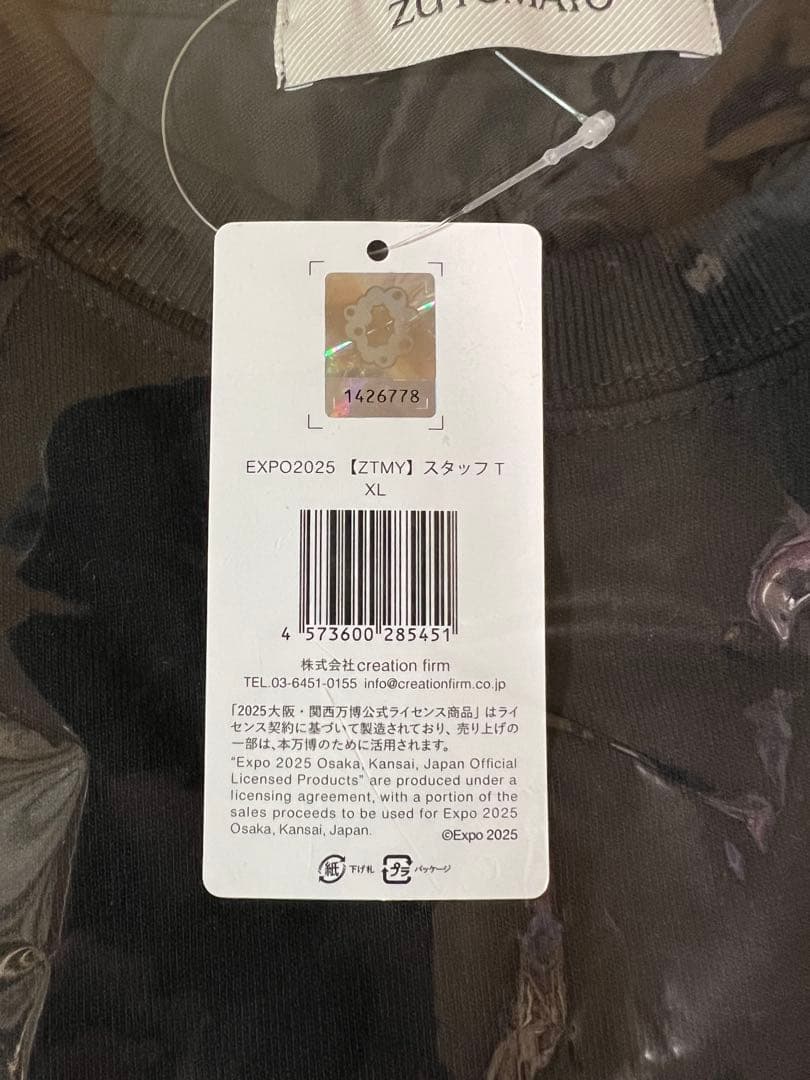 ZUTOMAYO
1426778
EXPO2025 【ZTMY】スタッフ T
XL
4 573600 285451
株式会社creation firm
TEL.03-6451-0155 info@creationfirm.co.jp
「2025大阪・関西万博公式ライセンス商品」はライ
センス契約に基づいて製造されており、売り上げの
一部は、本万博のために活用されます。
“Expo 2025 Osaka, Kansai, Japan Official
Licensed Products” are produced under a
licensing agreement, with a portion of the
sales proceeds to be used for Expo 2025
Osaka, Kansai, Japan.
©Expo 2025
紙 下げ札 プラ パッケージ